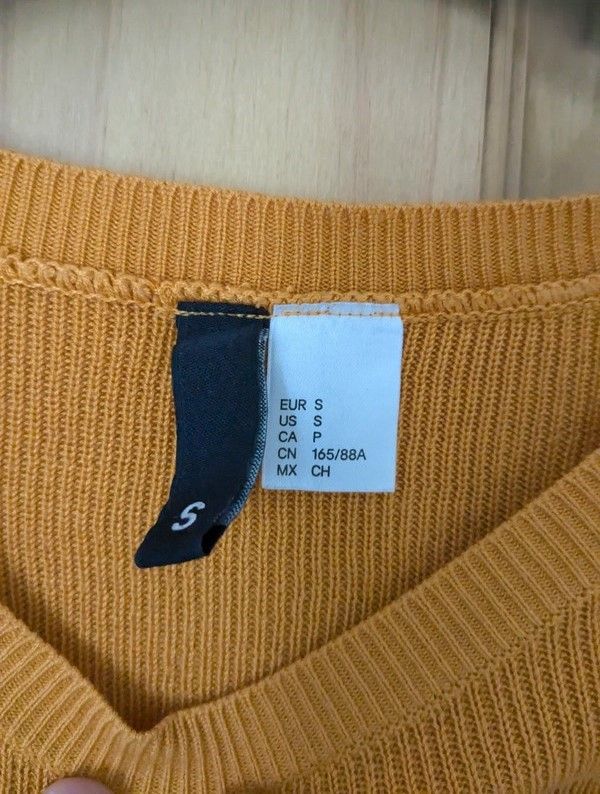 S
EUR S
US S
CA P
CN 165/88A
MX CH